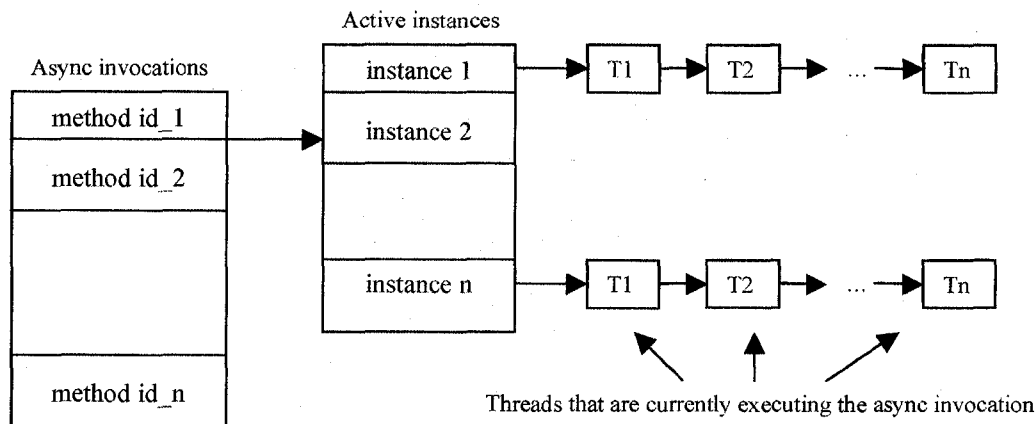 Active instances
Async invocations
instance 1
T1
T2
...
Tn
method id_1
instance 2
method id_2
instance n
T1
T2
...
Tn
method id_n
Threads that are currently executing the async invocation